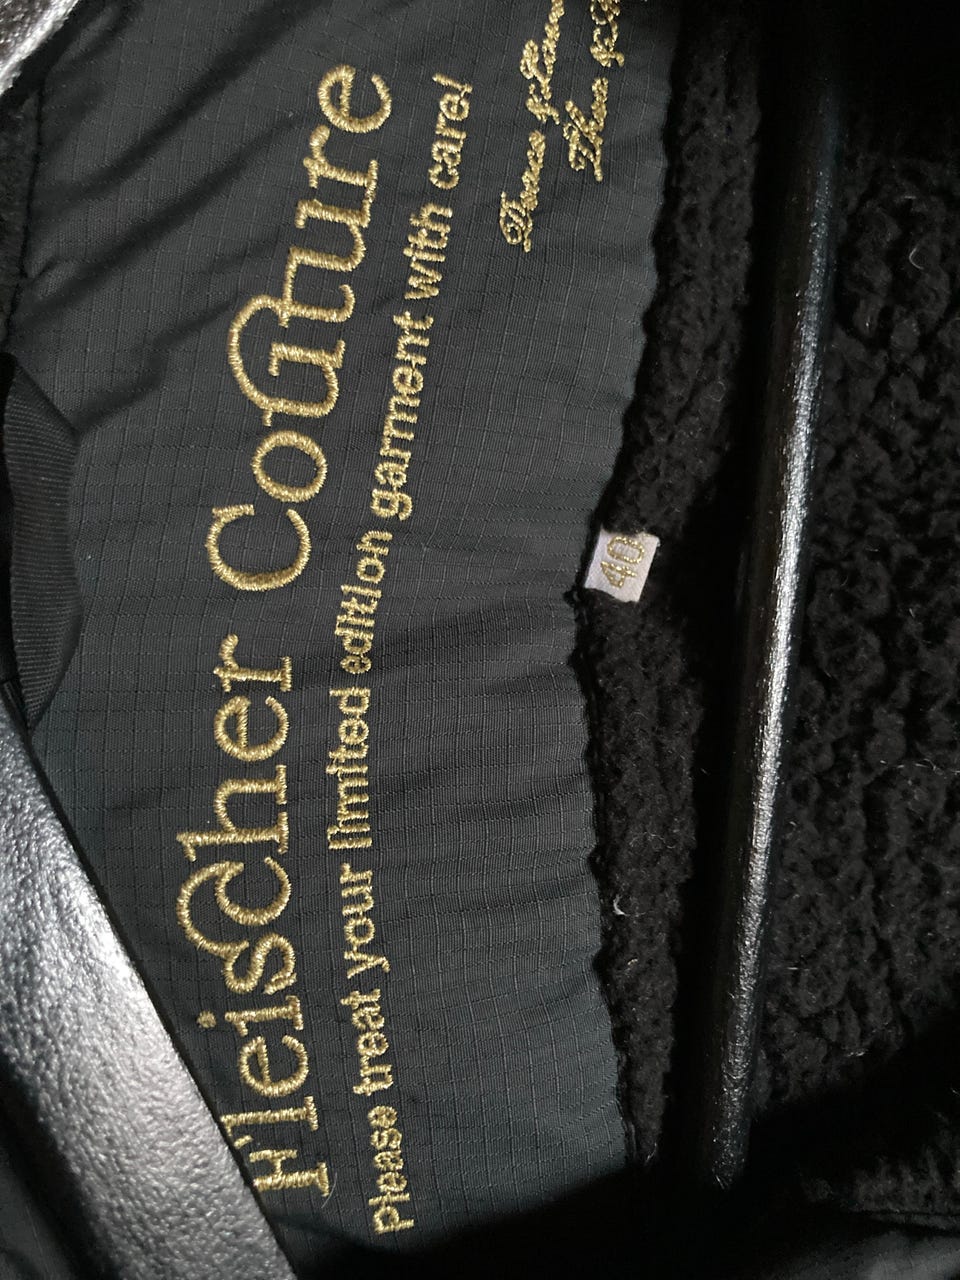 Fleischer Couture
Please treat your limited edition garment with care!
40